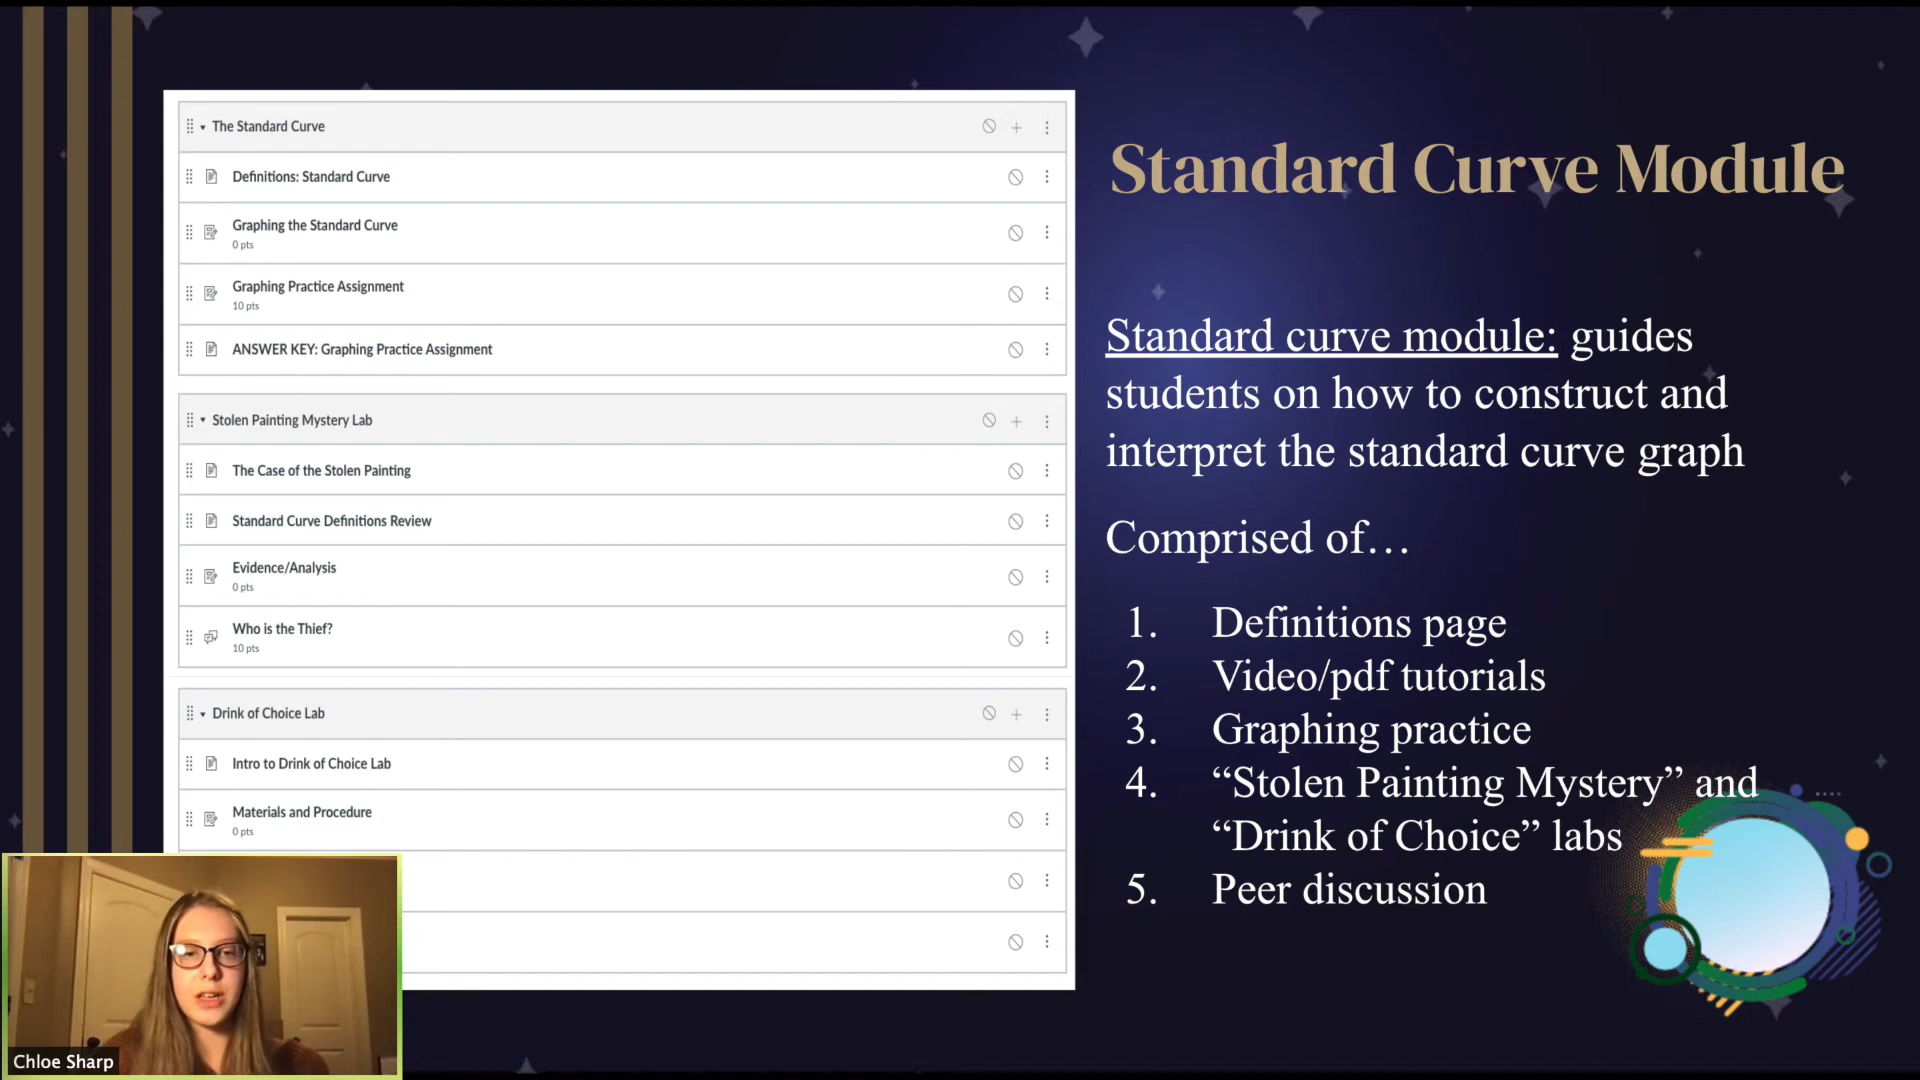 The Standard Curve
Definitions: Standard Curve
Graphing the Standard Curve
0 pts
Graphing Practice Assignment
10 pts
ANSWER KEY: Graphing Practice Assignment
Stolen Painting Mystery Lab
The Case of the Stolen Painting
Standard Curve Definitions Review
Evidence/Analysis
0 pts
Who is the Thief?
10 pts
Drink of Choice Lab
Intro to Drink of Choice Lab
Materials and Procedure
0 pts
Standard Curve Module
Standard curve module: guides
students on how to construct and
interpret the standard curve graph
Comprised of…
1. Definitions page
2. Video/pdf tutorials
3. Graphing practice
4. “Stolen Painting Mystery” and
“Drink of Choice” labs
5. Peer discussion
Chloe Sharp